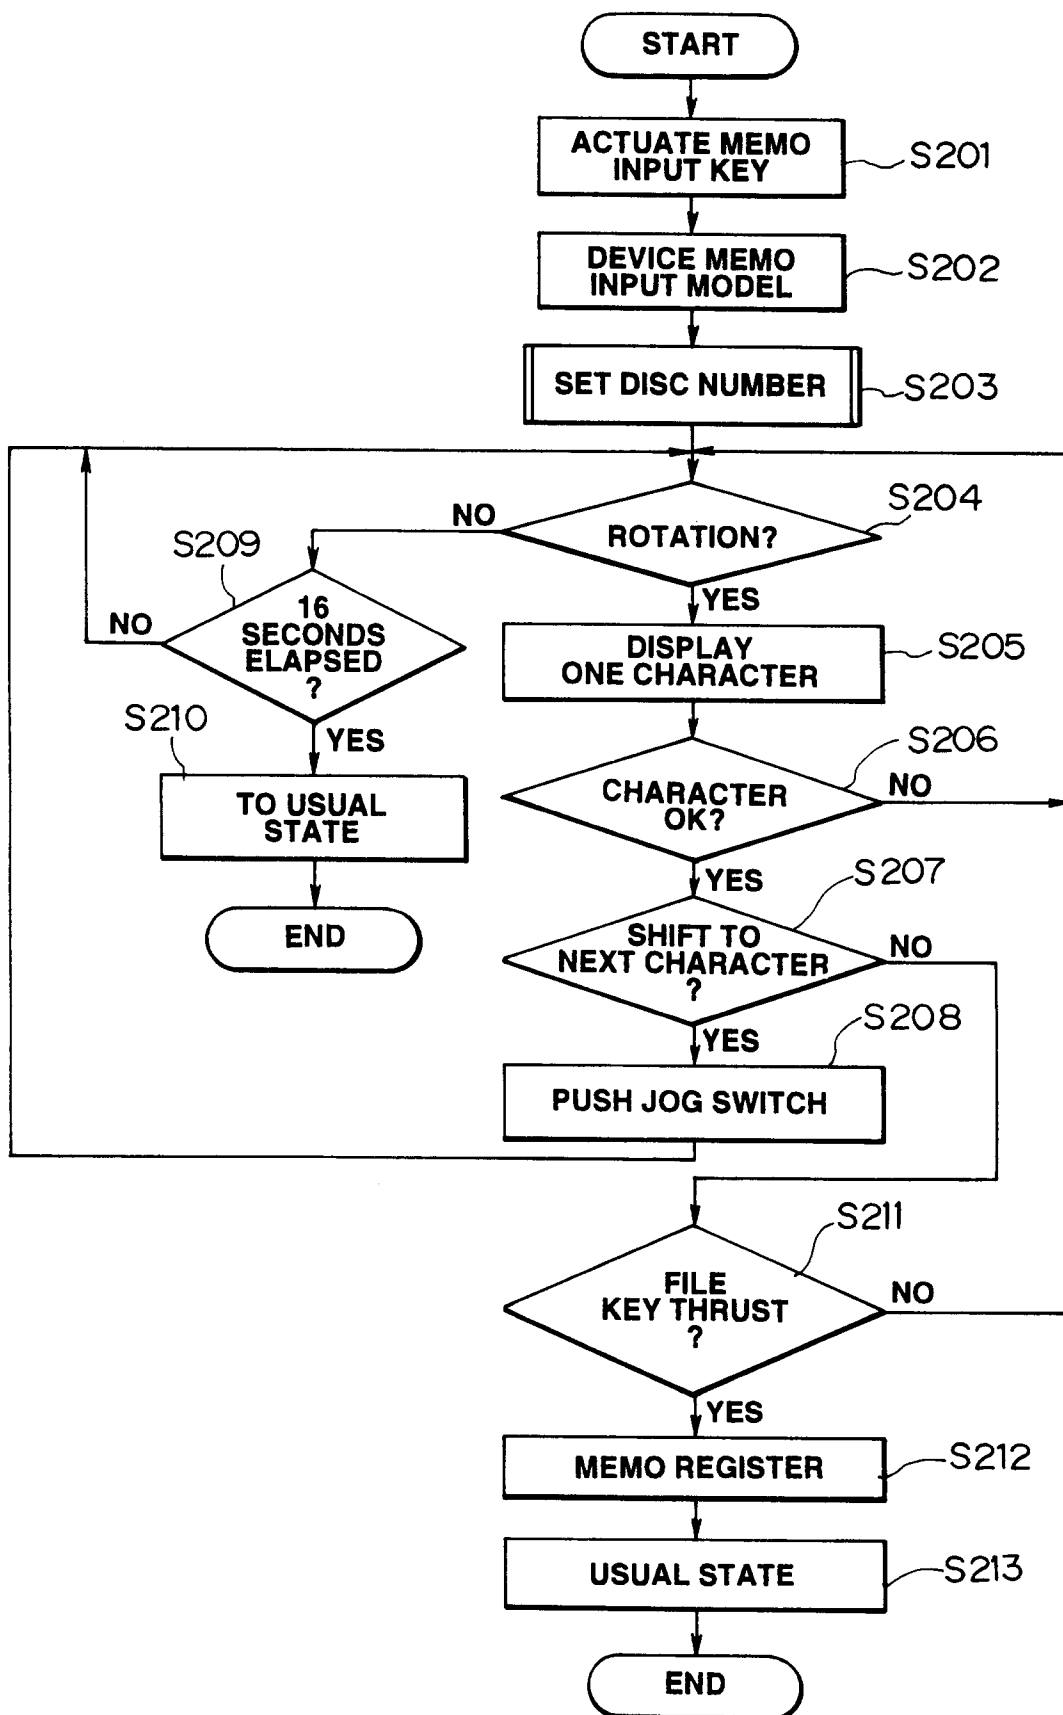 START
ACTUATE MEMO
INPUT KEY
S201
DEVICE MEMO
INPUT MODEL
S202
SET DISC NUMBER
S203
S204
NO
ROTATION?
S209
YES
16
SECONDS
ELAPSED
?
NO
DISPLAY
ONE CHARACTER
S205
S210
YES
S206
TO USUAL
STATE
CHARACTER
OK?
NO
YES
S207
END
SHIFT TO
NEXT CHARACTER
?
NO
YES
S208
PUSH JOG SWITCH
S211
FILE
KEY THRUST
?
NO
YES
MEMO REGISTER
S212
USUAL STATE
S213
END